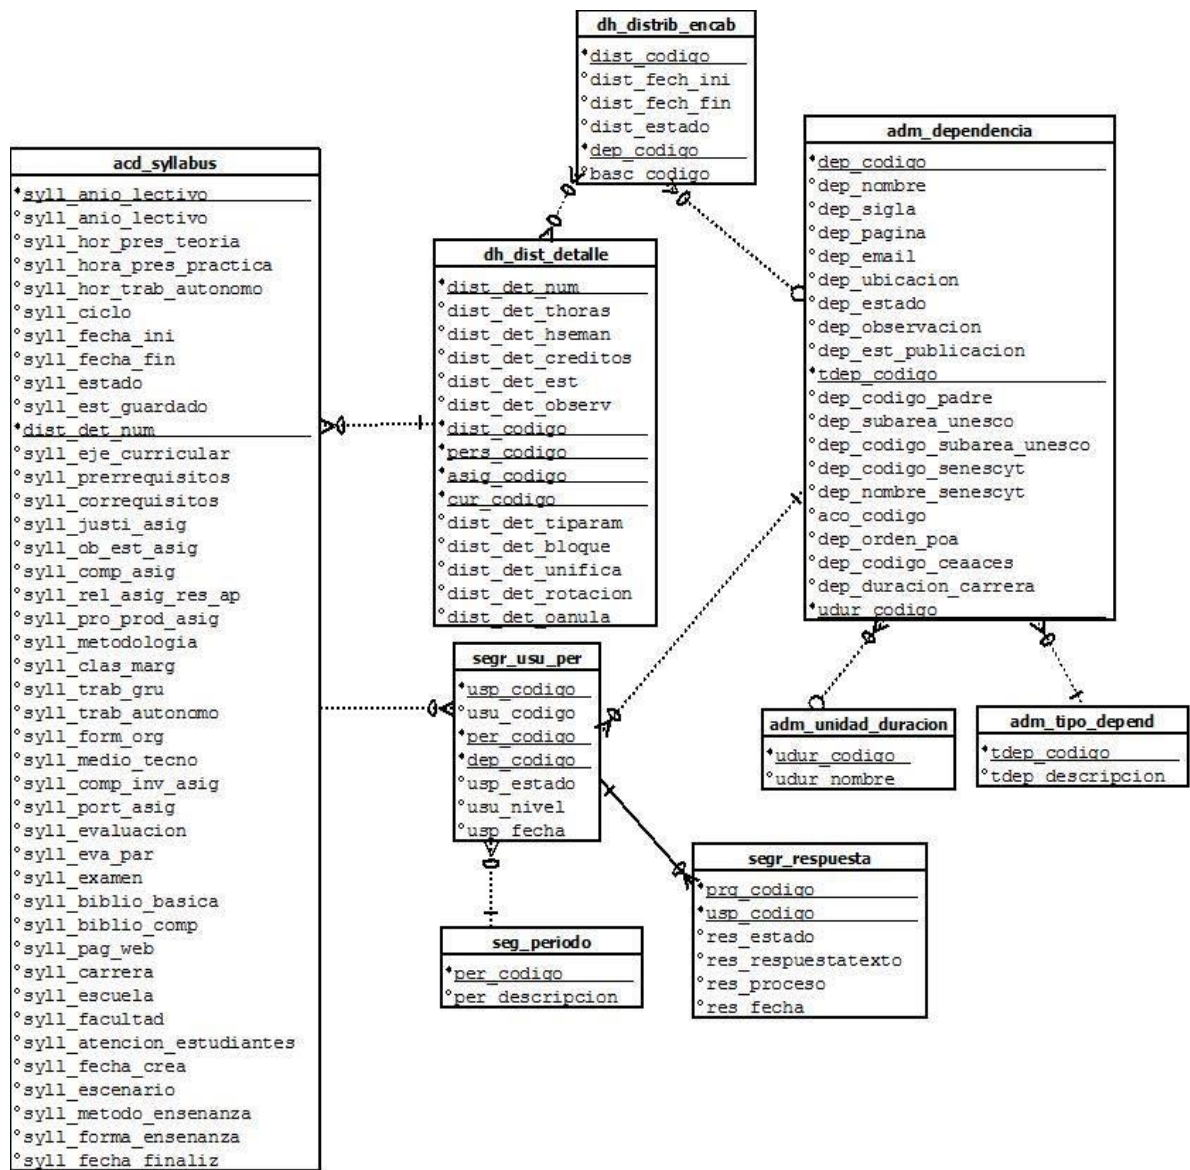 dh_distrib_encab
dist_codigo
dist_fech_ini
dist_fech_fin
dist_estado
dep_codigo
basc_codigo
adm_dependencia
dep_codigo
dep_nombre
dep_sigla
dep_pagina
dep_email
dep_ubicacion
dep_estado
dep_observacion
dep_est_publicacion
tdep_codigo
dep_codigo_padre
dep_subarea_unesco
dep_codigo_subarea_unesco
dep_codigo_senescyt
dep_nombre_senescyt
aco_codigo
dep_orden_poa
dep_codigo_ceaaces
dep_duracion_carrera
udur_codigo
acd_syllabus
syll_anio_lectivo
syll_anio_lectivo
syll_hor_pres_teoria
syll_hora_pres_practica
syll_hor_trab_autonomo
syll_ciclo
syll_fecha_ini
syll_fecha_fin
syll_estado
syll_est_guardado
dist_det_num
syll_eje_curricular
syll_prerrequisitos
syll_correquisitos
syll_justi_asig
syll_ob_est_asig
syll_comp_asig
syll_rel_asig_res_ap
syll_pro_prod_asig
syll_metodologia
syll_clas_marg
syll_trab_gru
syll_trab_autonomo
syll_form_org
syll_medio_tecno
syll_comp_inv_asig
syll_port_asig
syll_evaluacion
syll_eva_par
syll_examen
syll_biblio_basica
syll_biblio_comp
syll_pag_web
syll_carrera
syll_escuela
syll_facultad
syll_atencion_estudiantes
syll_fecha_crea
syll_escenario
syll_metodo_ensenanza
syll_forma_ensenanza
syll_fecha_finaliz
dh_dist_detalle
dist_det_num
dist_det_thoras
dist_det_hseman
dist_det_creditos
dist_det_est
dist_det_observ
dist_codigo
pers_codigo
asig_codigo
cur_codigo
dist_det_tiparam
dist_det_bloque
dist_det_unifica
dist_det_rotacion
dist_det_oanula
segr_usu_per
usp_codigo
usu_codigo
per_codigo
dep_codigo
usp_estado
usu_nivel
usp_fecha
adm_unidad_duracion
udur_codigo
udur_nombre
adm_tipo_depend
tdep_codigo
tdep_descripcion
segr_respuesta
prg_codigo
usp_codigo
res_estado
res_respuestatexto
res_proceso
res_fecha
seg_periodo
per_codigo
per_descripcion